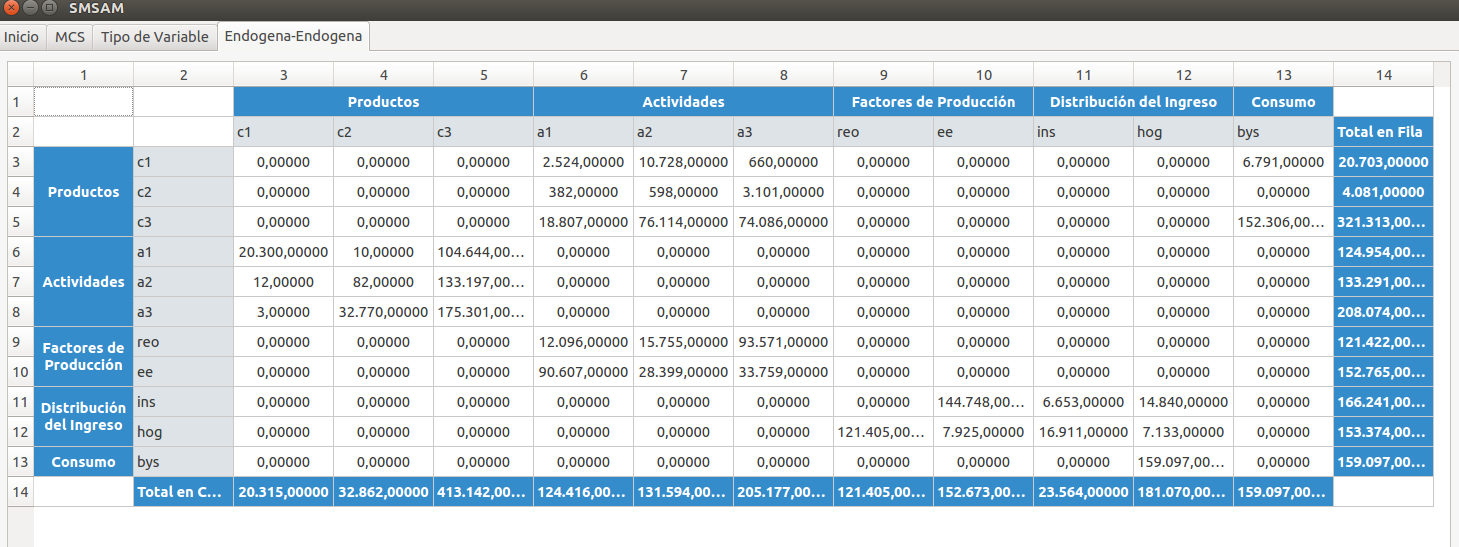 SMSAM
Inicio MCS Tipo de Variable Endogena-Endogena
1 2 3 4 5 6 7 8 9 10 11 12 13 14
1 Productos Actividades Factores de Producción Distribución del Ingreso Consumo
2 c1 c2 c3 a1 a2 a3 reo ee ins hog bys Total en Fila
3 c1 0,00000 0,00000 0,00000 2.524,00000 10.728,00000 660,00000 0,00000 0,00000 0,00000 0,00000 6.791,00000 20.703,00000
4 Productos c2 0,00000 0,00000 0,00000 382,00000 598,00000 3.101,00000 0,00000 0,00000 0,00000 0,00000 0,00000 4.081,00000
5 c3 0,00000 0,00000 0,00000 18.807,00000 76.114,00000 74.086,00000 0,00000 0,00000 0,00000 0,00000 152.306,00... 321.313,00...
6 a1 20.300,00000 10,00000 104.644,00... 0,00000 0,00000 0,00000 0,00000 0,00000 0,00000 0,00000 0,00000 124.954,00...
7 Actividades a2 12,00000 82,00000 133.197,00... 0,00000 0,00000 0,00000 0,00000 0,00000 0,00000 0,00000 0,00000 133.291,00...
8 a3 3,00000 32.770,00000 175.301,00... 0,00000 0,00000 0,00000 0,00000 0,00000 0,00000 0,00000 0,00000 208.074,00...
9 Factores de reo 0,00000 0,00000 0,00000 12.096,00000 15.755,00000 93.571,00000 0,00000 0,00000 0,00000 0,00000 0,00000 121.422,00...
10 Producción ee 0,00000 0,00000 0,00000 90.607,00000 28.399,00000 33.759,00000 0,00000 0,00000 0,00000 0,00000 0,00000 152.765,00...
11 Distribución ins 0,00000 0,00000 0,00000 0,00000 0,00000 0,00000 0,00000 144.748,00... 6.653,00000 14.840,00000 0,00000 166.241,00...
12 del Ingreso hog 0,00000 0,00000 0,00000 0,00000 0,00000 0,00000 121.405,00... 7.925,00000 16.911,00000 7.133,00000 0,00000 153.374,00...
13 Consumo bys 0,00000 0,00000 0,00000 0,00000 0,00000 0,00000 0,00000 0,00000 0,00000 159.097,00... 0,00000 159.097,00...
14 Total en C... 20.315,00000 32.862,00000 413.142,00... 124.416,00... 131.594,00... 205.177,00... 121.405,00... 152.673,00... 23.564,00000 181.070,00... 159.097,00...